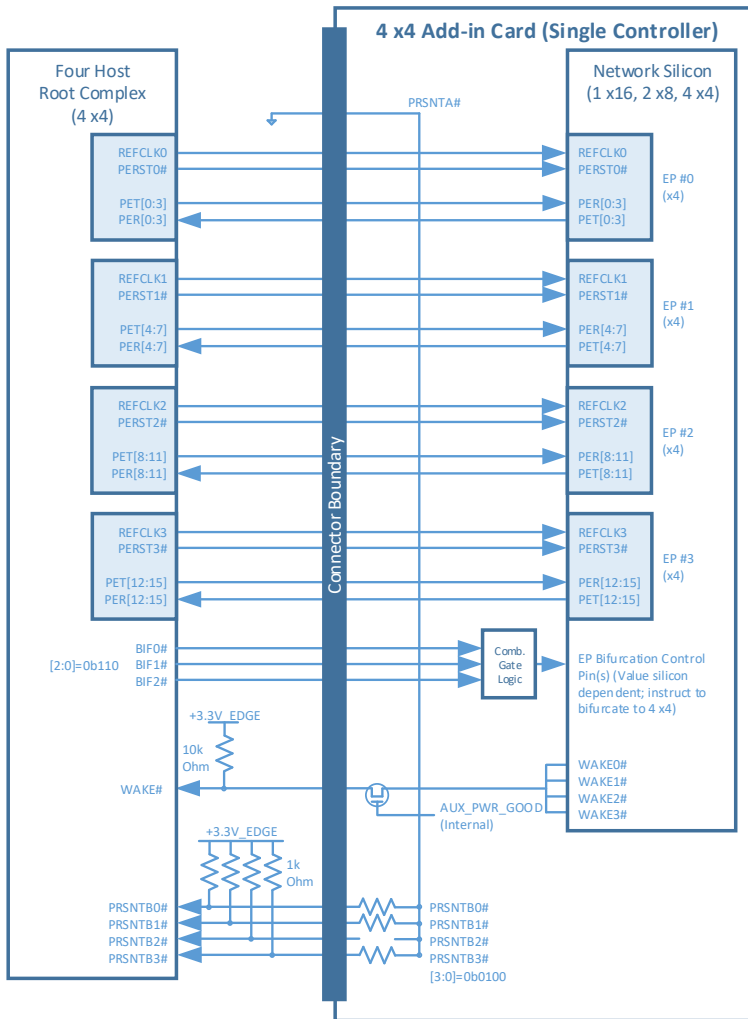 4 x4 Add-in Card (Single Controller)
Four Host
Root Complex
(4 x4)
Network Silicon
(1 x16, 2 x8, 4 x4)
PRSNTA#
REFCLK0
PERST0#
PET[0:3]
PER[0:3]
REFCLK0
PERST0#
PER[0:3]
PET[0:3]
EP #0
(x4)
REFCLK1
PERST1#
PET[4:7]
PER[4:7]
REFCLK1
PERST1#
PER[4:7]
PET[4:7]
EP #1
(x4)
REFCLK2
PERST2#
PET[8:11]
PER[8:11]
REFCLK2
PERST2#
PER[8:11]
PET[8:11]
EP #2
(x4)
REFCLK3
PERST3#
PET[12:15]
PER[12:15]
REFCLK3
PERST3#
PER[12:15]
PET[12:15]
EP #3
(x4)
Connector Boundary
BIF0#
BIF1#
BIF2#
[2:0]=0b110
Comb.
Gate
Logic
EP Bifurcation Control
Pin(s) (Value silicon
dependent; instruct to
bifurcate to 4 x4)
+3.3V_EDGE
10k
Ohm
WAKE#
AUX_PWR_GOOD
(Internal)
WAKE0#
WAKE1#
WAKE2#
WAKE3#
+3.3V_EDGE
1k
Ohm
PRSNTB0#
PRSNTB1#
PRSNTB2#
PRSNTB3#
PRSNTB0#
PRSNTB1#
PRSNTB2#
PRSNTB3#
[3:0]=0b0100